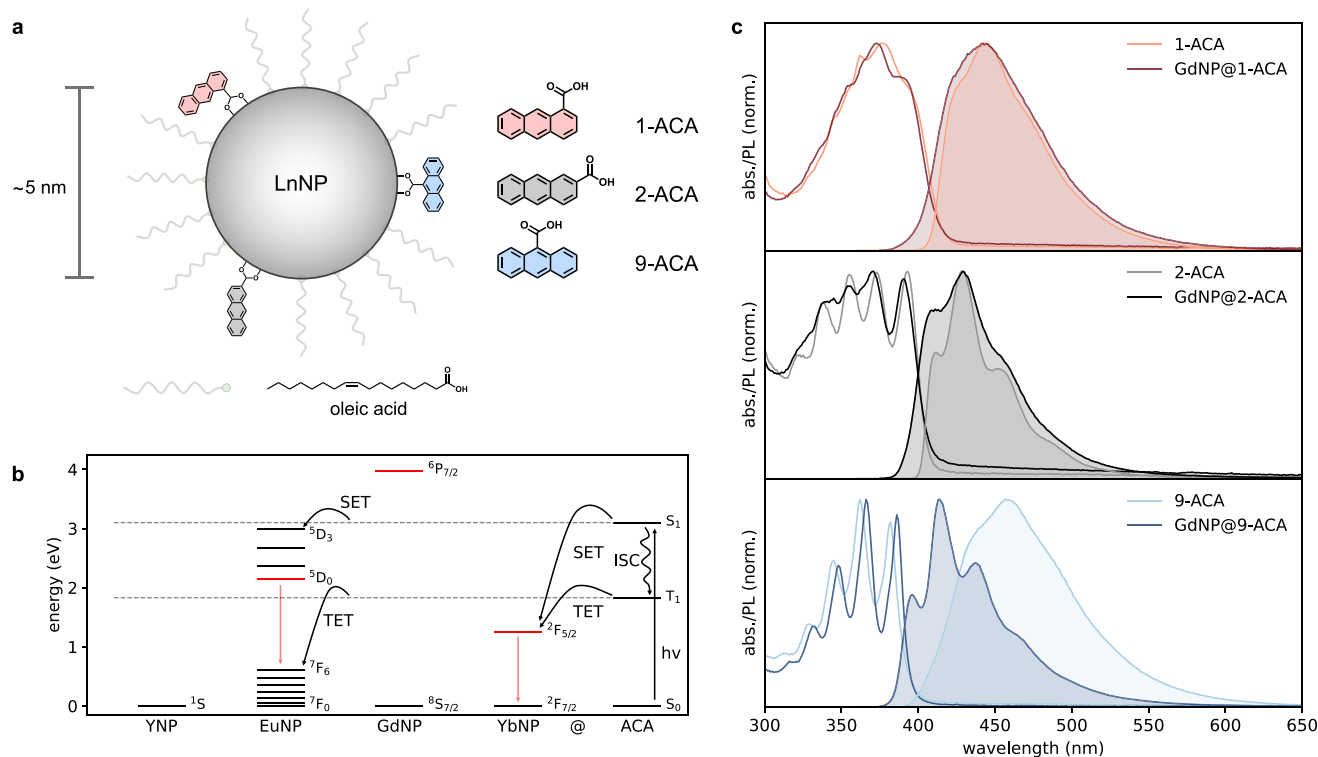 a
~5 nm
LnNP
O
OH
1-ACA
O
OH
2-ACA
O
OH
9-ACA
O
OH
oleic acid
b
energy (eV)
4
3
2
1
0
⁶P₇/₂
SET
⁵D₃
⁵D₀
TET
⁷F₆
⁷F₀
¹S
⁸S₇/₂
SET
TET
²F₅/₂
²F₇/₂
ISC
S₁
T₁
hν
S₀
YNP EuNP GdNP YbNP @ ACA
c
abs./PL (norm.)
1-ACA
GdNP@1-ACA
abs./PL (norm.)
2-ACA
GdNP@2-ACA
abs./PL (norm.)
9-ACA
GdNP@9-ACA
300 350 400 450 500 550 600 650
wavelength (nm)